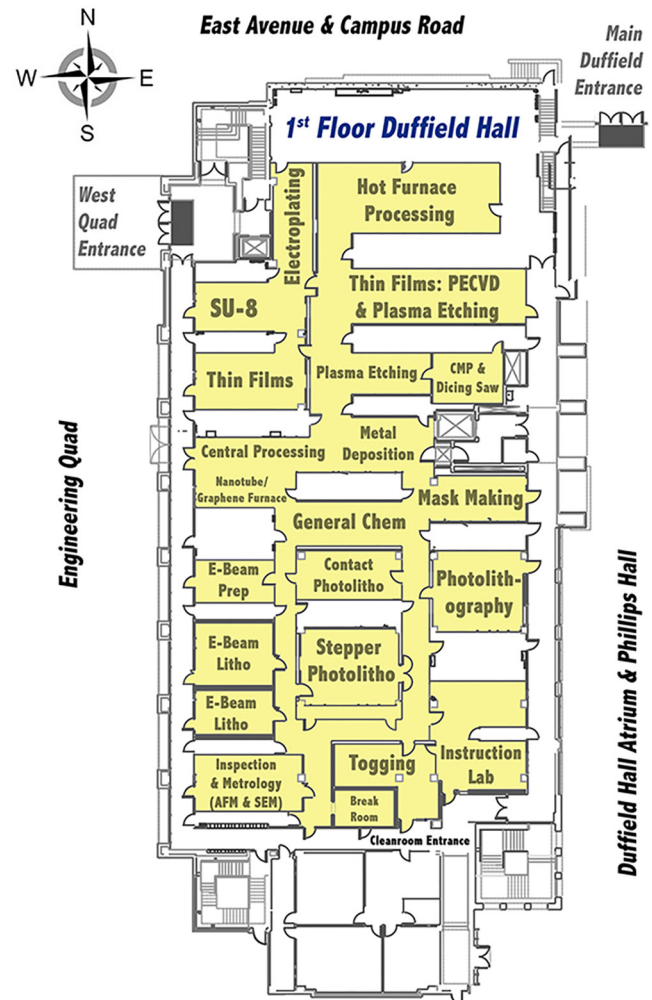 N
W E
S
East Avenue & Campus Road
Main
Duffield
Entrance
1st Floor Duffield Hall
West
Quad
Entrance
Electroplating
Hot Furnace
Processing
SU-8
Thin Films: PECVD
& Plasma Etching
Thin Films
Plasma Etching
CMP &
Dicing Saw
Central Processing
Metal
Deposition
Nanotube/
Graphene Furnace
Mask Making
General Chem
Engineering Quad
E-Beam
Prep
Contact
Photolitho
Photolith-
ography
E-Beam
Litho
Stepper
Photolitho
E-Beam
Litho
Duffield Hall Atrium & Phillips Hall
Inspection
& Metrology
(AFM & SEM)
Togging
Instruction
Lab
Break
Room
Cleanroom Entrance